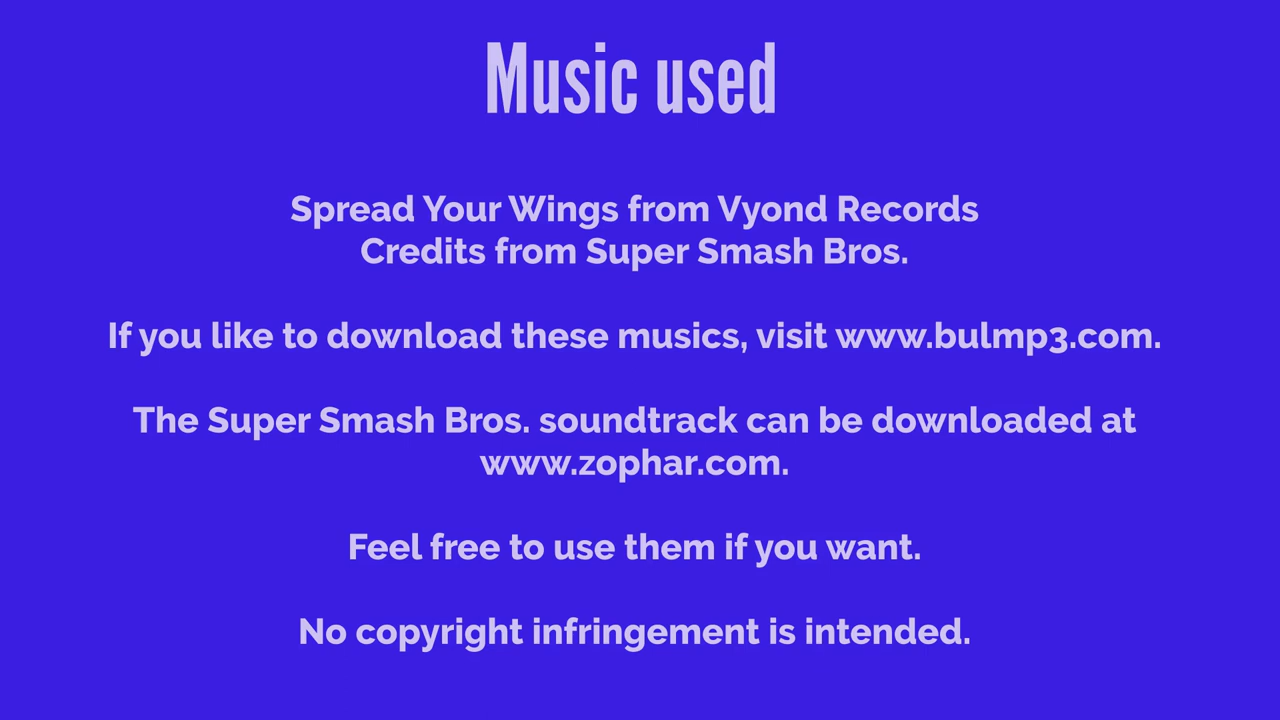 Music used
Spread Your Wings from Vyond Records
Credits from Super Smash Bros.
If you like to download these musics, visit www.bulmp3.com.
The Super Smash Bros. soundtrack can be downloaded at
www.zophar.com.
Feel free to use them if you want.
No copyright infringement is intended.